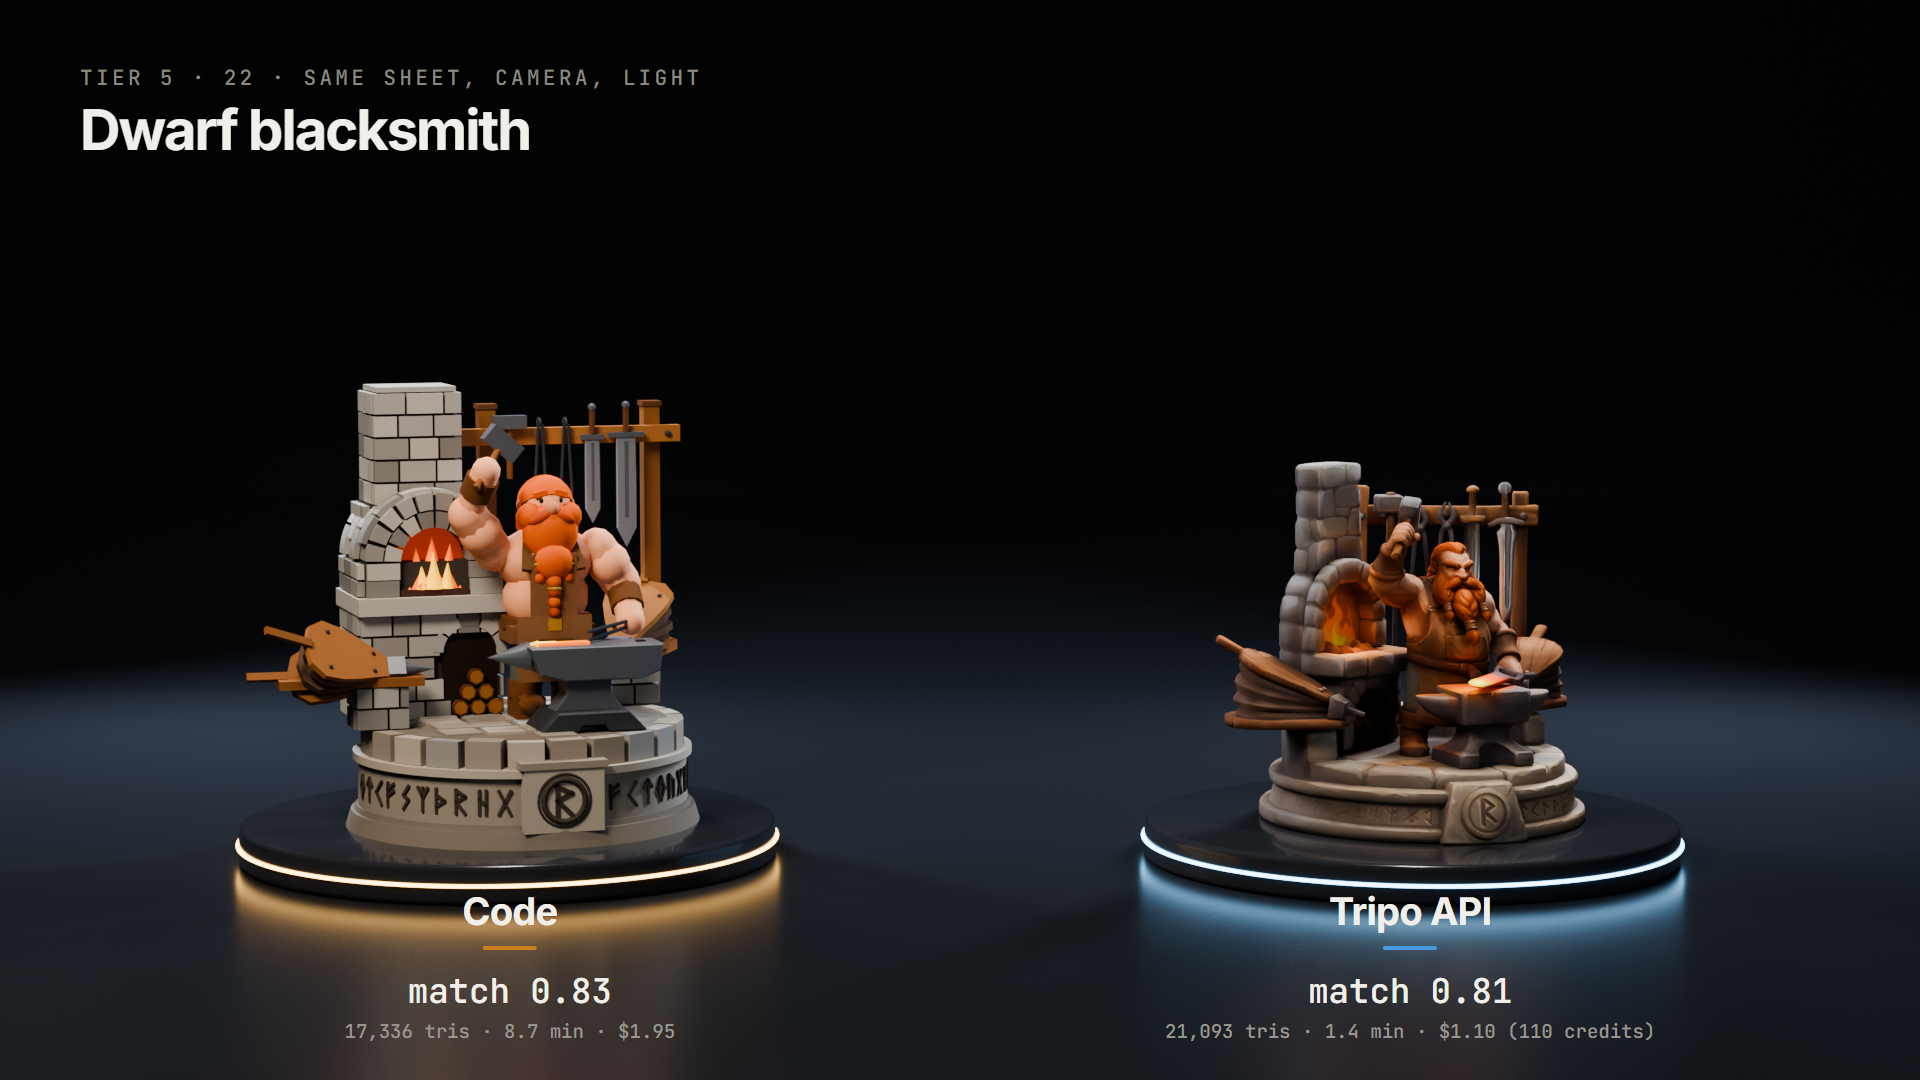 TIER 5 · 22 · SAME SHEET, CAMERA, LIGHT
Dwarf blacksmith
Code
match 0.83
17,336 tris · 8.7 min · $1.95
Tripo API
match 0.81
21,093 tris · 1.4 min · $1.10 (110 credits)